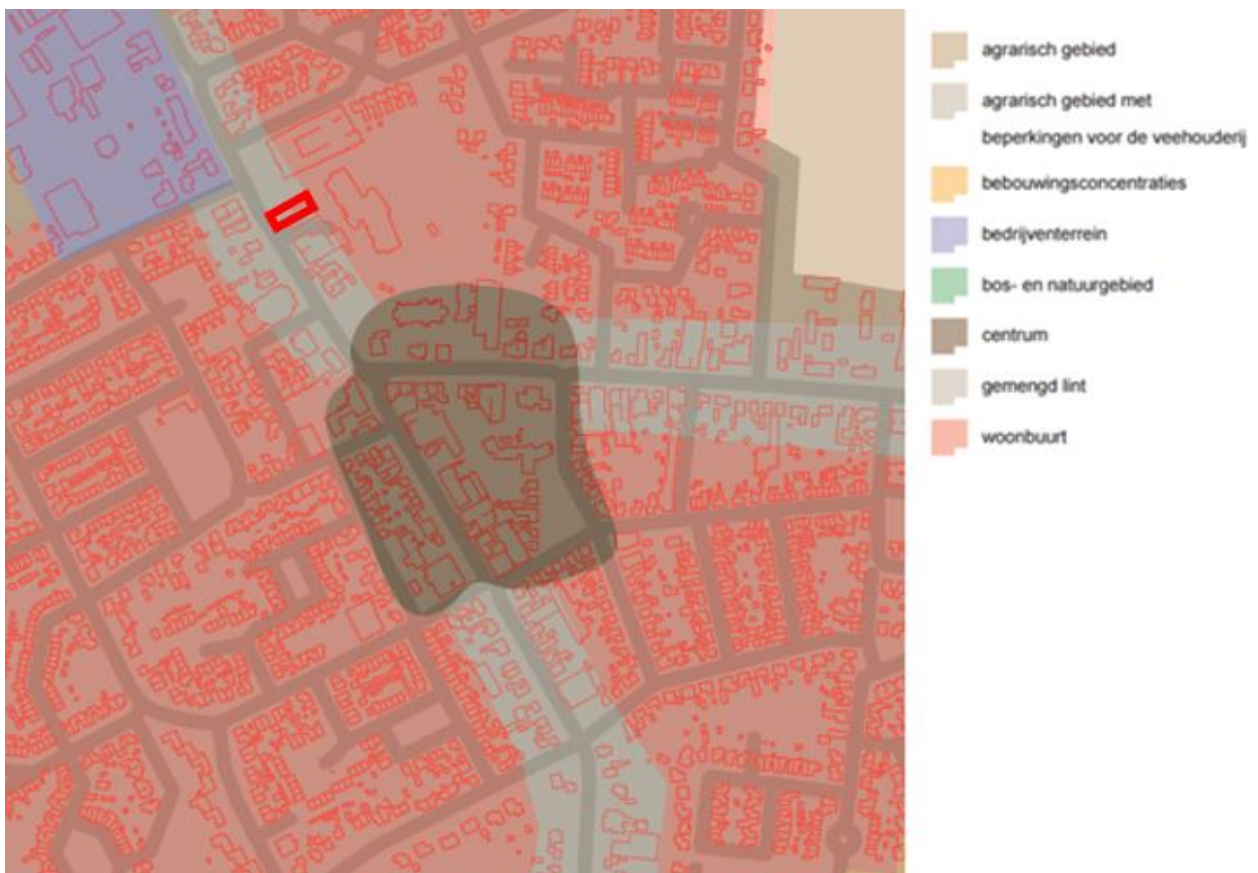 agrarisch gebied
agrarisch gebied met
beperkingen voor de veehouderij
bebouwingsconcentraties
bedrijventerrein
bos- en natuurgebied
centrum
gemengd lint
woonbuurt